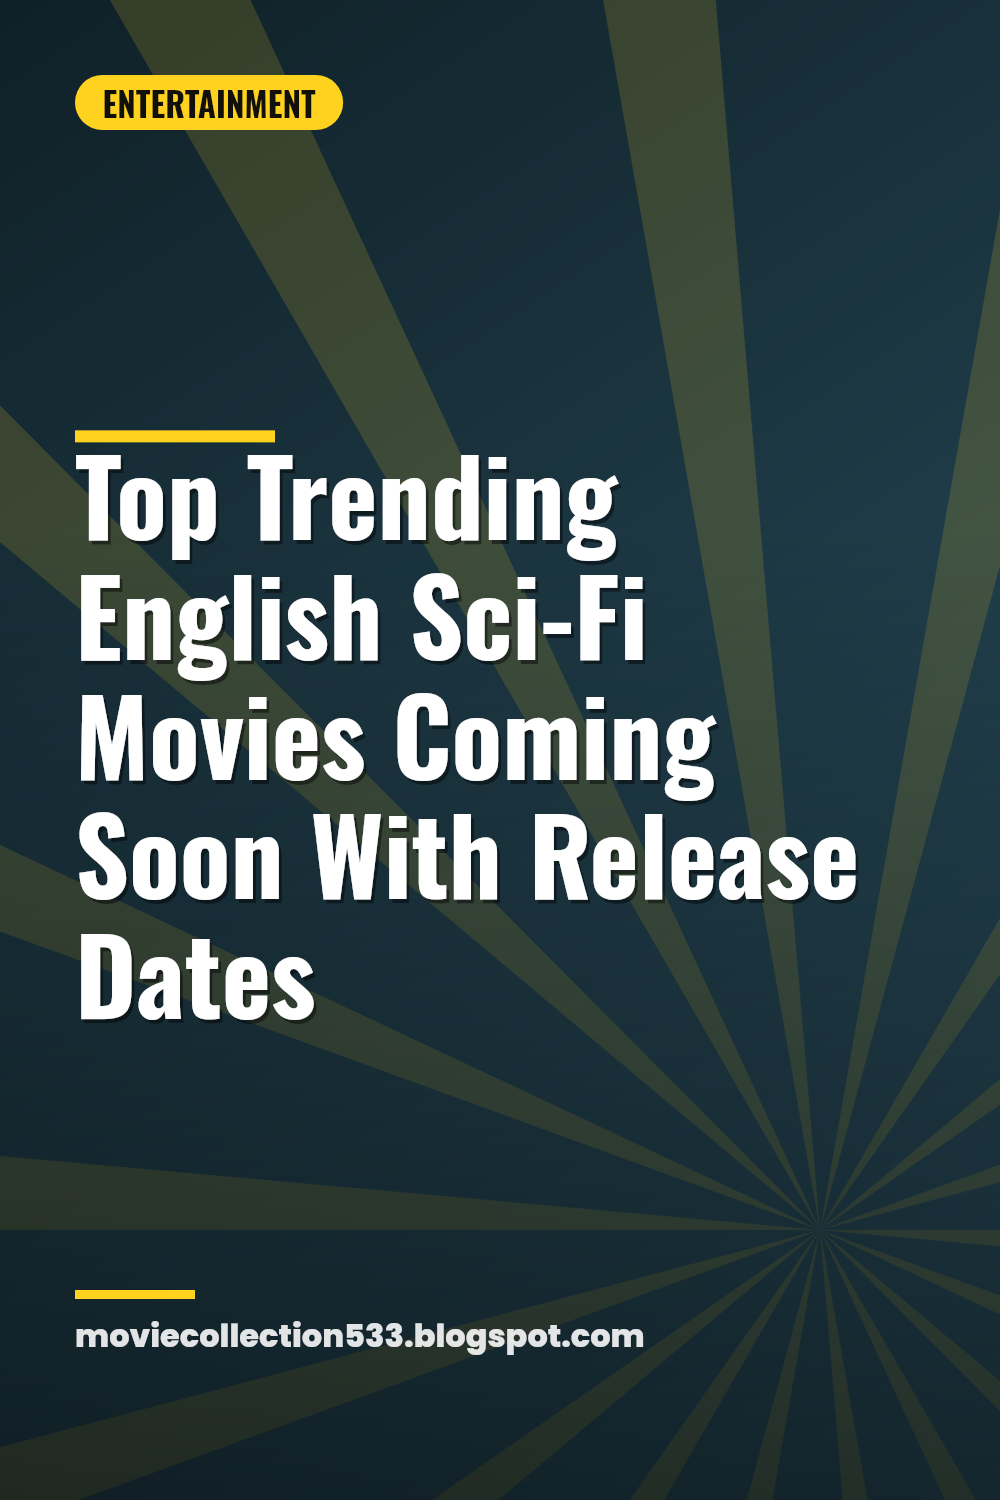 ENTERTAINMENT
Top Trending
English Sci-Fi
Movies Coming
Soon With Release
Dates
moviecollection533.blogspot.com